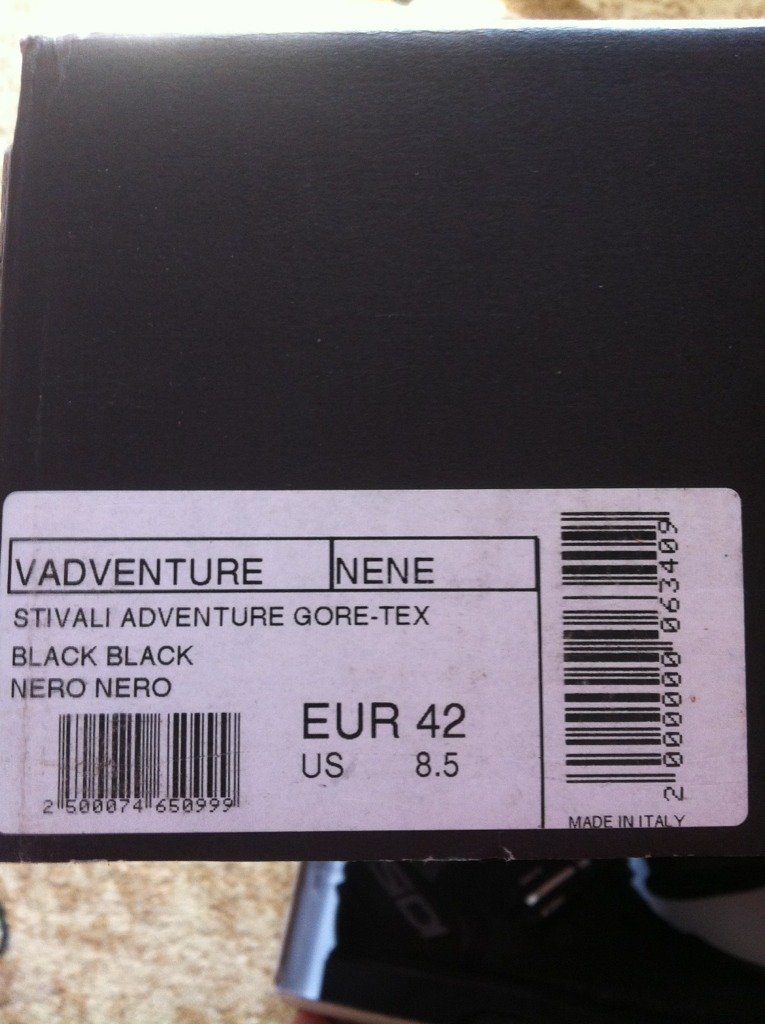 VADVENTURE NENE
STIVALI ADVENTURE GORE-TEX
BLACK BLACK
NERO NERO
EUR 42
US 8.5
2 500074 650999
2 000000 063409
MADE IN ITALY